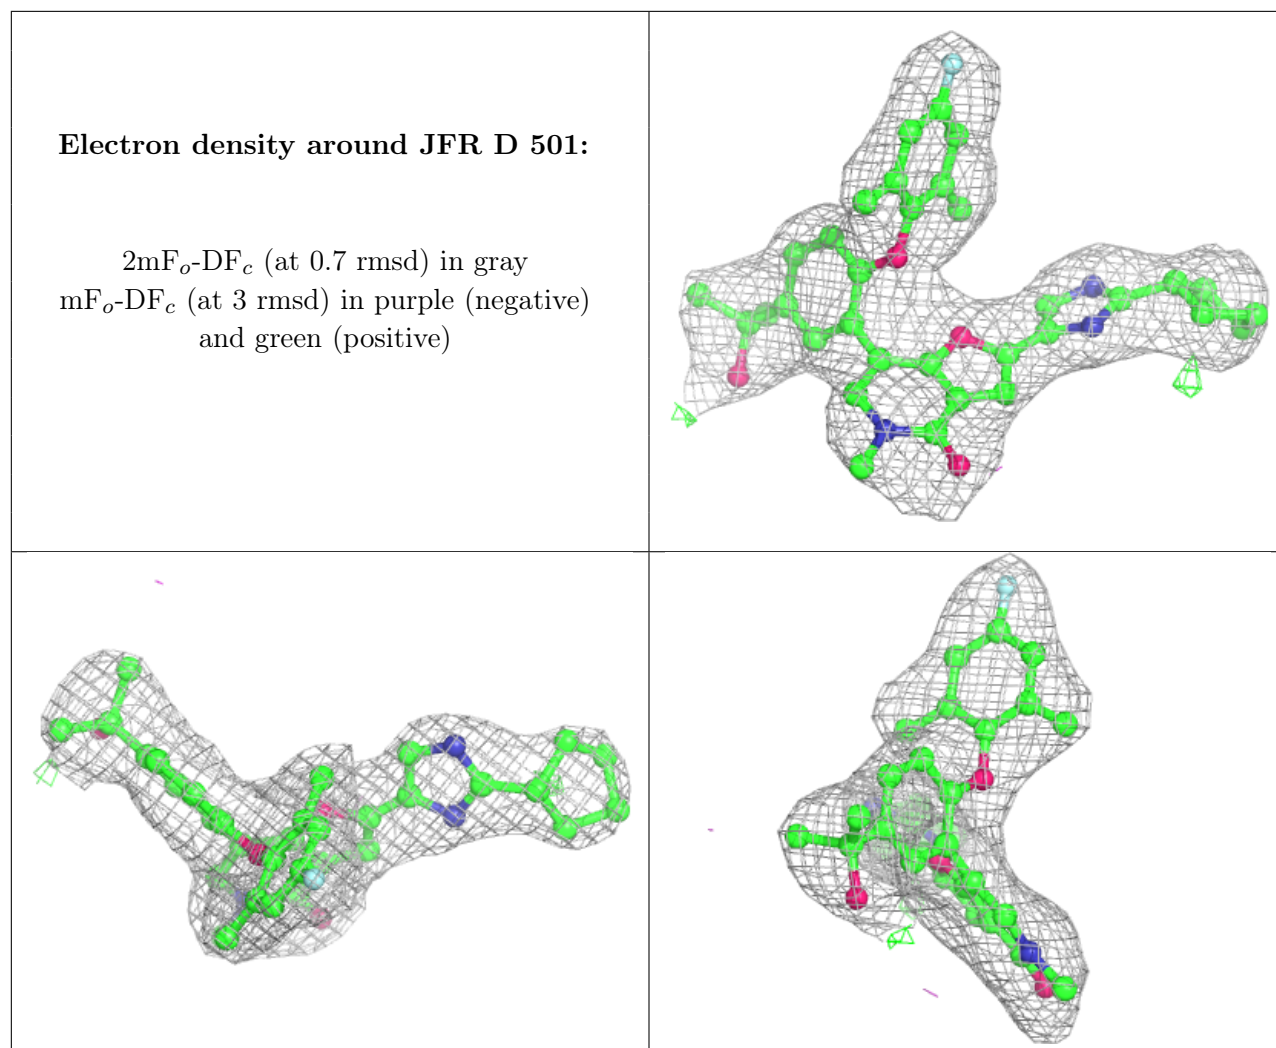 Electron density around JFR D 501:
2mFo-DFc (at 0.7 rmsd) in gray
mFo-DFc (at 3 rmsd) in purple (negative)
and green (positive)